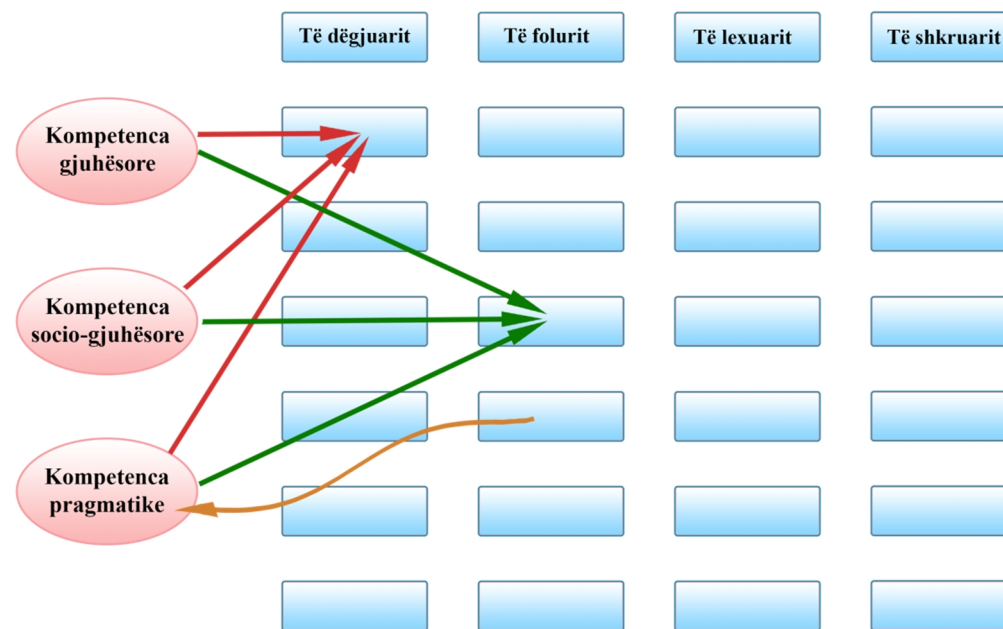 Të dëgjuarit
Të folurit
Të lexuarit
Të shkruarit
Kompetenca
gjuhësore
Kompetenca
socio-gjuhësore
Kompetenca
pragmatike